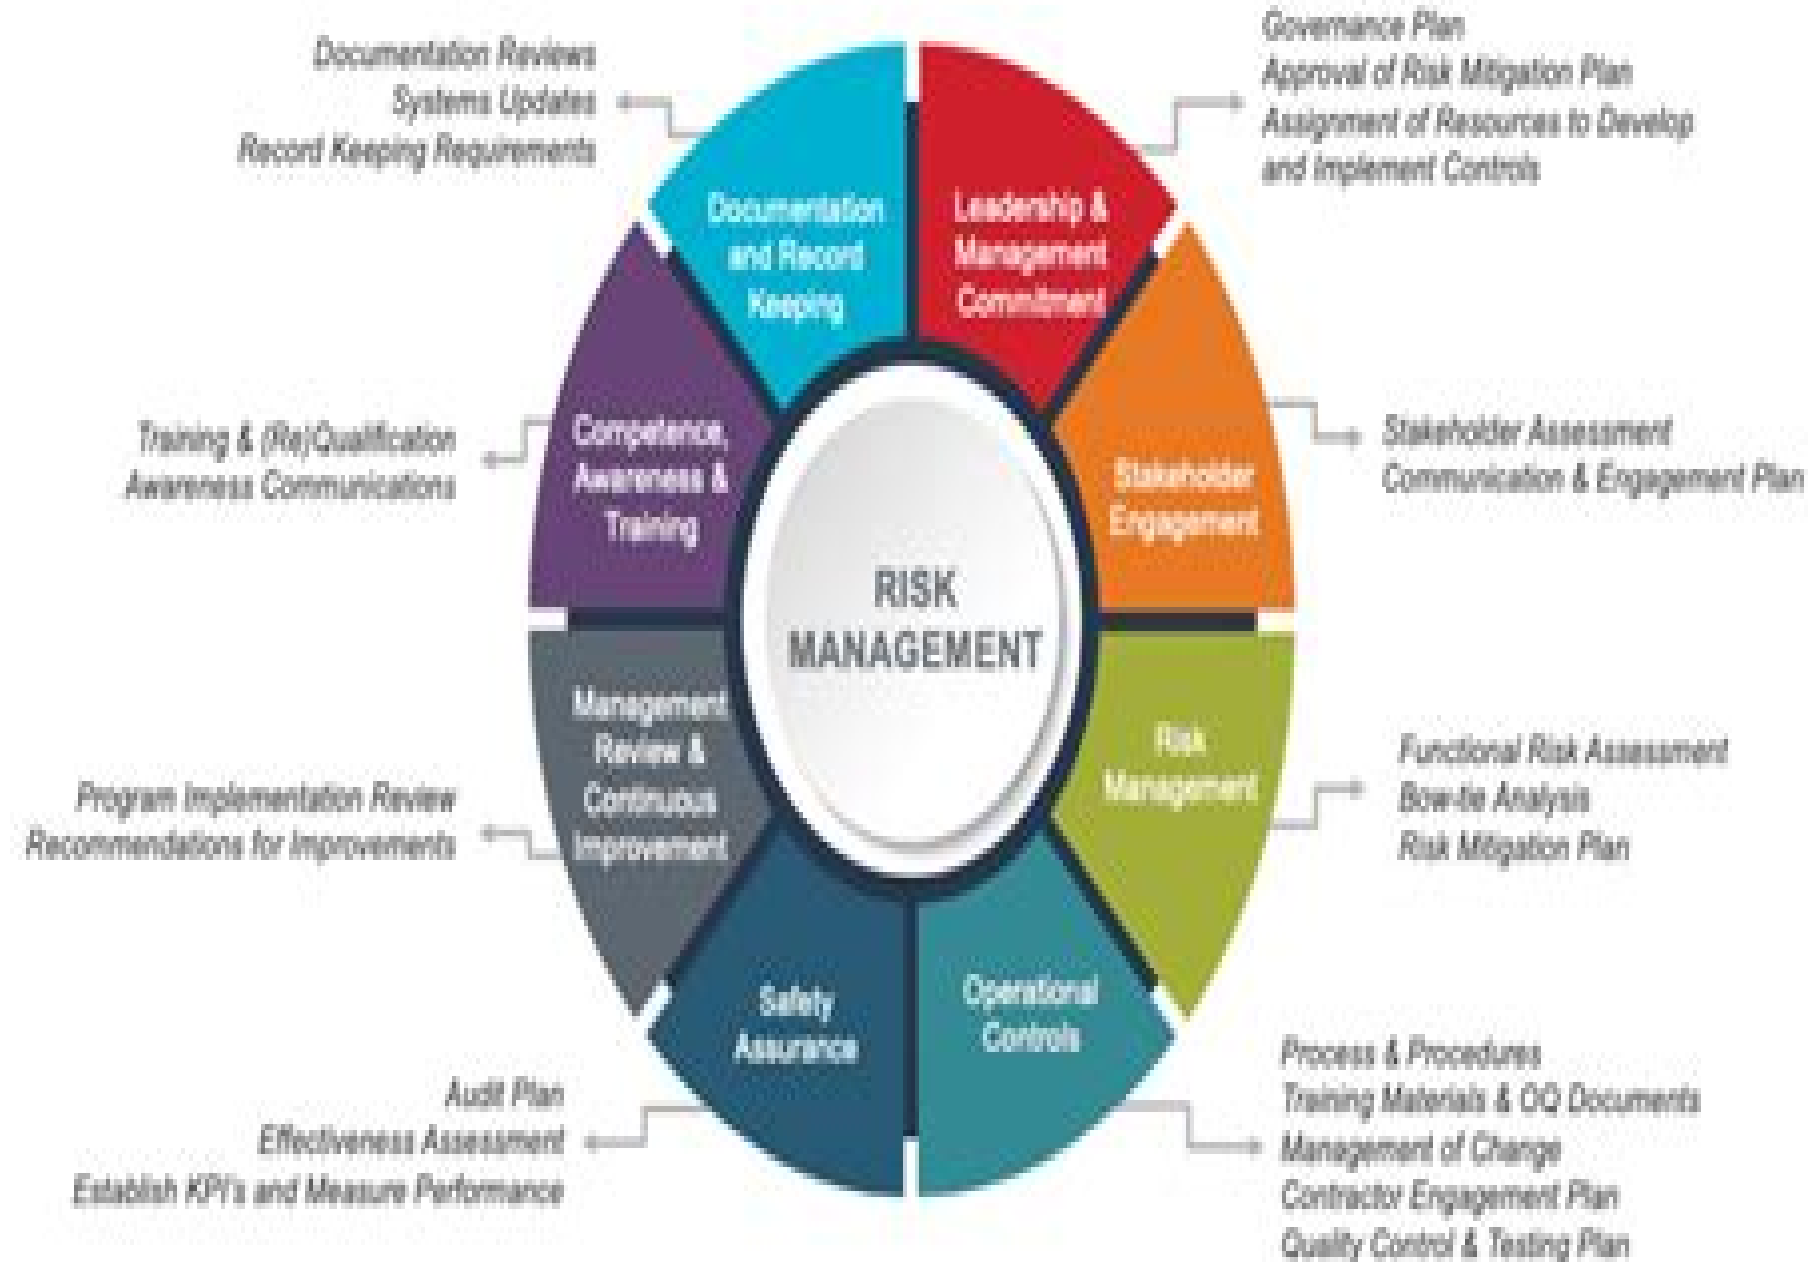 Documentation Reviews
Systems Updates
Record Keeping Requirements
Governance Plan
Approval of Risk Mitigation Plan
Assignment of Resources to Develop
and Implement Controls
Documentation
and Record
Keeping
Leadership &
Management
Commitment
Training & (Re)Qualification
Awareness Communications
Competence,
Awareness &
Training
Stakeholder
Engagement
Stakeholder Assessment
Communication & Engagement Plan
RISK
MANAGEMENT
Program Implementation Review
Recommendations for Improvements
Management
Review &
Continuous
Improvement
Risk
Management
Functional Risk Assessment
Bow-tie Analysis
Risk Mitigation Plan
Safety
Assurance
Operational
Controls
Audit Plan
Effectiveness Assessment
Establish KPI's and Measure Performance
Process & Procedures
Training Materials & OQ Documents
Management of Change
Contractor Engagement Plan
Quality Control & Testing Plan